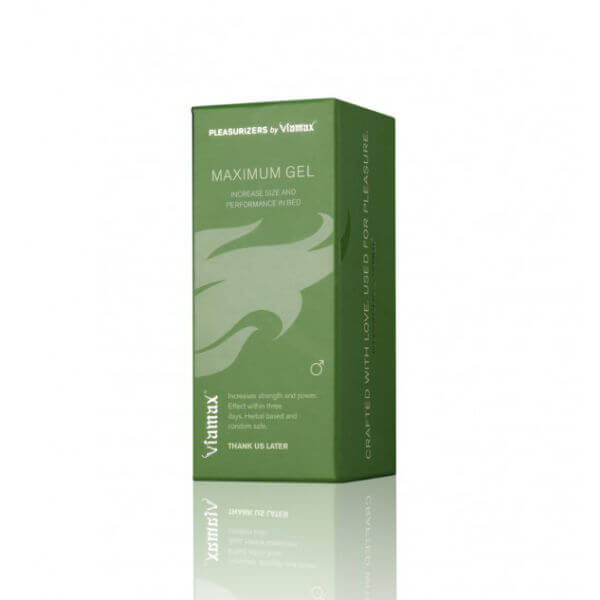 PLEASURIZERS by Viamax®
MAXIMUM GEL
INCREASE SIZE AND
PERFORMANCE IN BED
Viamax®
Increases strength and power.
Effect within three
days. Herbal based and
condom safe.
THANK US LATER
CRAFTED WITH LOVE. USED FOR PLEASURE.